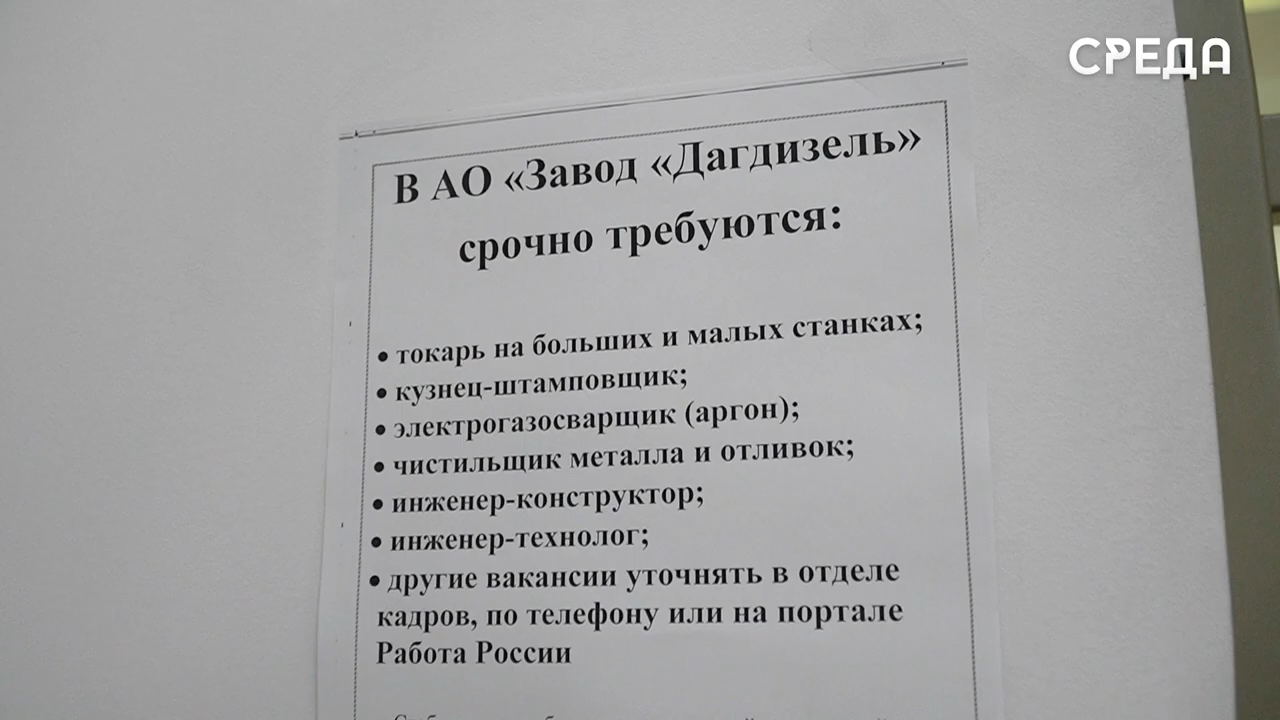 СРЕДА
В АО «Завод «Дагдизель»
срочно требуются:
• токарь на больших и малых станках;
• кузнец-штамповщик;
• электрогазосварщик (аргон);
• чистильщик металла и отливок;
• инженер-конструктор;
• инженер-технолог;
• другие вакансии уточнять в отделе
кадров, по телефону или на портале
Работа России